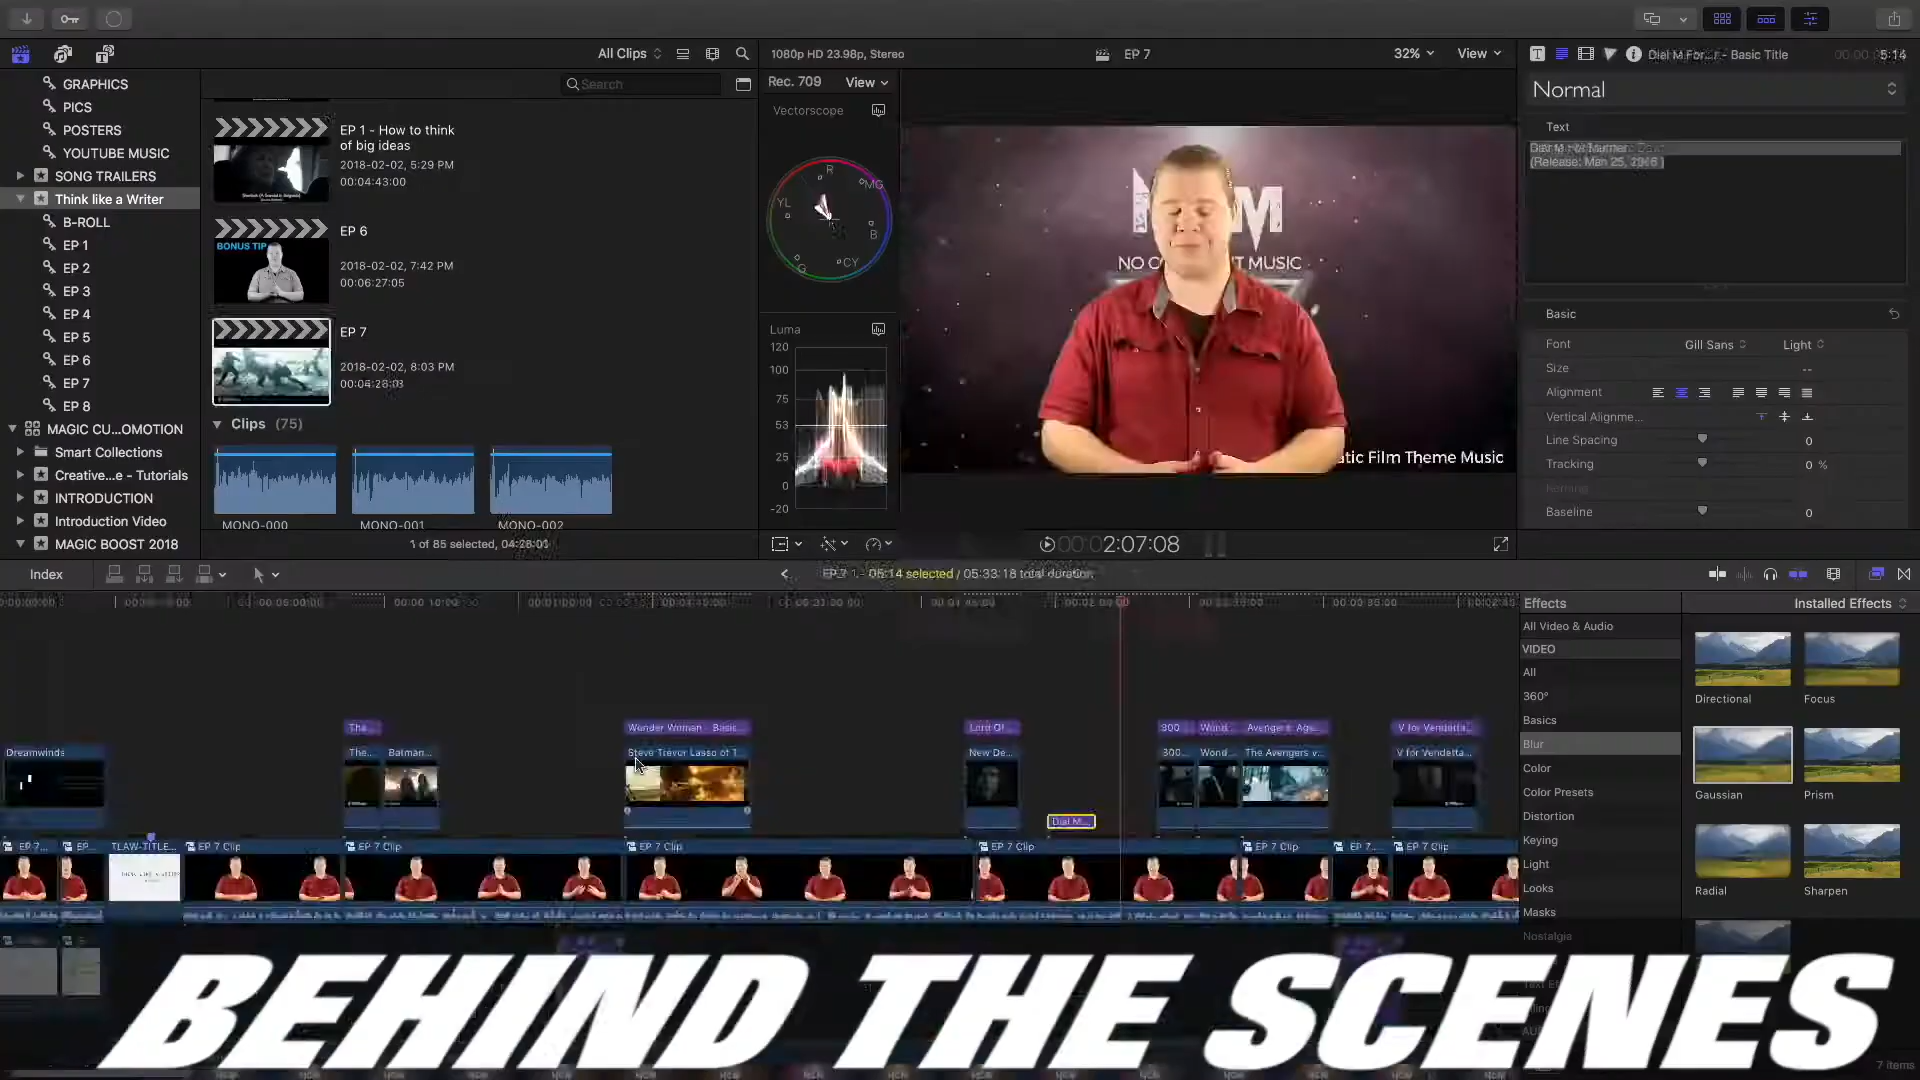 All Clips
1080p HD 23.98p, Stereo
EP 7
32%
View
Basic Title
5:14
GRAPHICS
PICS
POSTERS
YOUTUBE MUSIC
SONG TRAILERS
Think like a Writer
B-ROLL
EP 1
EP 2
EP 3
EP 4
EP 5
EP 6
EP 7
EP 8
MAGIC CU...OMOTION
Smart Collections
Creative...e - Tutorials
INTRODUCTION
Introduction Video
MAGIC BOOST 2018
Search
EP 1 - How to think
of big ideas
2018-02-02, 5:29 PM
00:04:43:00
EP 6
2018-02-02, 7:42 PM
00:06:27:05
BONUS TIP
EP 7
2018-02-02, 8:03 PM
Clips (75)
MONO-000
MONO-001
MONO-002
1 of 85 selected, 04:28:01
Rec. 709
View
Vectorscope
R
MG
YL
B
G
CY
Luma
120
100
75
53
25
0
-20
NO
MUSIC
atic Film Theme Music
2:07:08
Normal
Text
Basic
Font
Gill Sans
Light
Size
--
Alignment
Vertical Alignme...
Line Spacing
0
Tracking
0 %
Baseline
0
Index
EP 7
05:14 selected / 05:33:18 total duration
Effects
Installed Effects
All Video & Audio
VIDEO
All
360°
Basics
Blur
Color
Color Presets
Distortion
Keying
Light
Looks
Masks
Nostalgia
Directional
Focus
Gaussian
Prism
Radial
Sharpen
7 items
Dreamwinds
The...
The...
Batman...
Wonder Woman - Basic...
Steve Trevor Lasso of T...
Lord Of...
New De...
Dial M...
300
Wond...
Avengers: Age...
300...
Wond...
The Avengers v...
V for Vendetta...
V for Vendetta...
EP 7...
EP...
TLAW-TITLE...
EP 7 Clip
EP 7 Clip
EP 7 Clip
EP 7 Clip
EP 7 Clip
EP 7...
EP 7 Clip
BEHIND THE SCENES